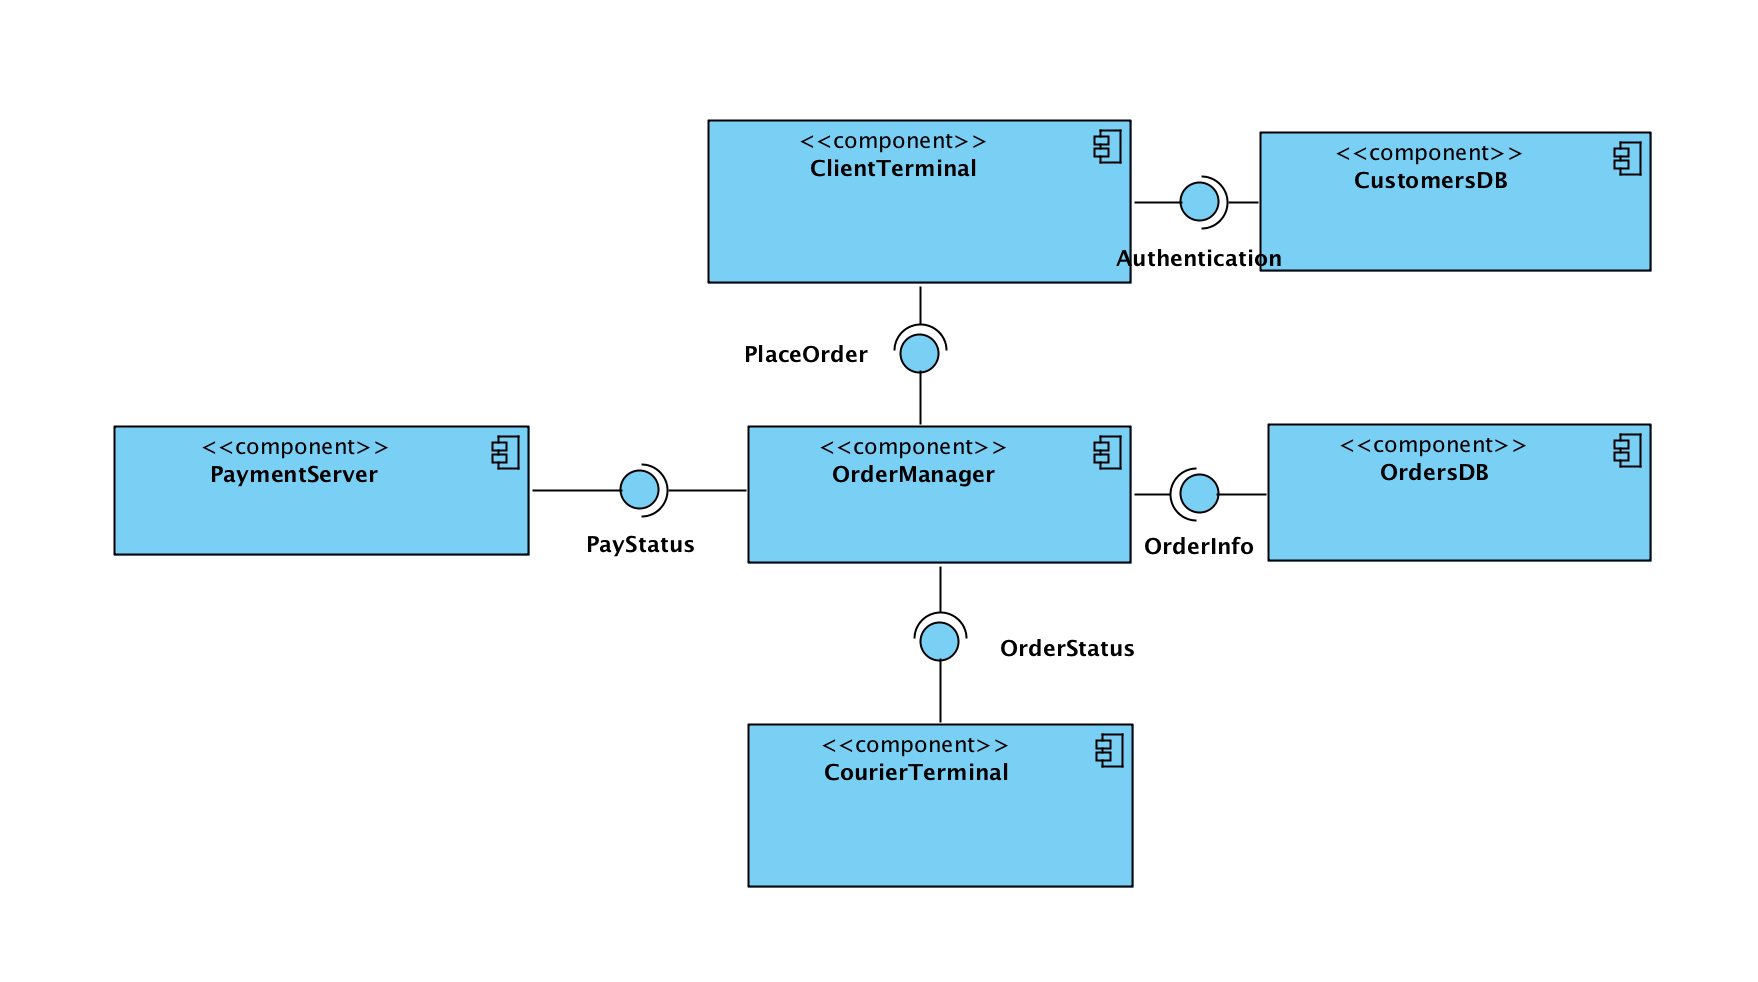 <<component>>
ClientTerminal
<<component>>
CustomersDB
Authentication
PlaceOrder
<<component>>
PaymentServer
<<component>>
OrderManager
<<component>>
OrdersDB
PayStatus
OrderInfo
OrderStatus
<<component>>
CourierTerminal